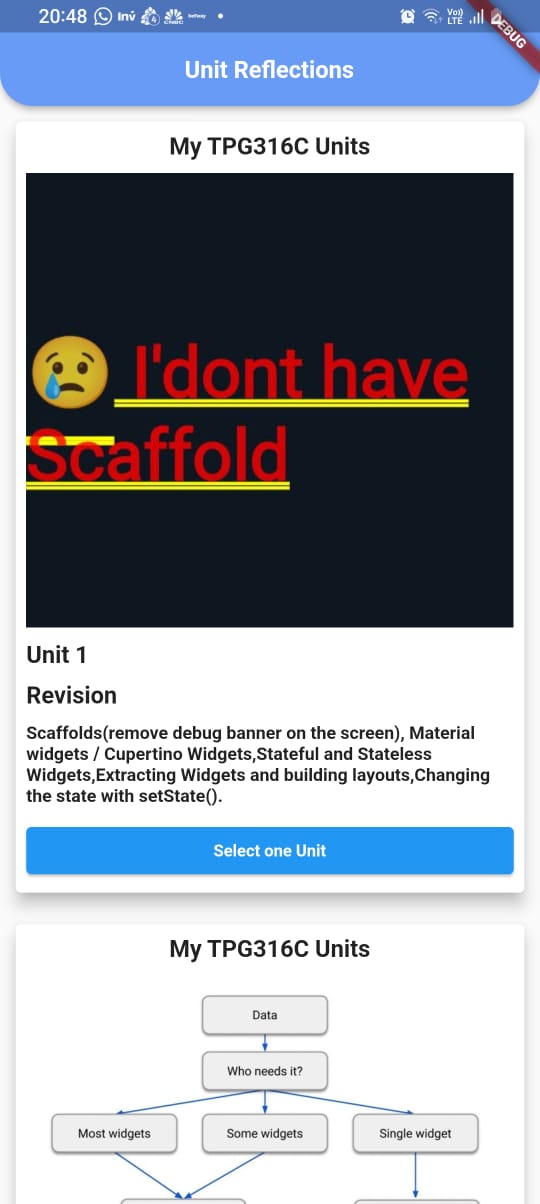 20:48 Inv
Vo))
LTE
DEBUG
Unit Reflections
My TPG316C Units
I'dont have
Scaffold
Unit 1
Revision
Scaffolds(remove debug banner on the screen), Material
widgets / Cupertino Widgets,Stateful and Stateless
Widgets,Extracting Widgets and building layouts,Changing
the state with setState().
Select one Unit
My TPG316C Units
Data
Who needs it?
Most widgets Some widgets Single widget